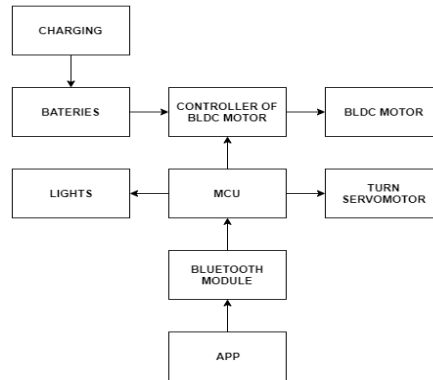 CHARGING
BATERIES
CONTROLLER OF
BLDC MOTOR
BLDC MOTOR
LIGHTS
MCU
TURN
SERVOMOTOR
BLUETOOTH
MODULE
APP